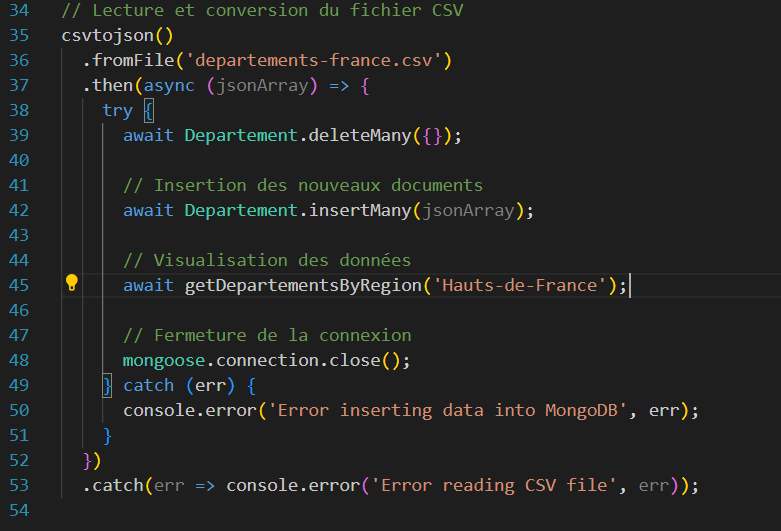 34 // Lecture et conversion du fichier CSV
35 csvtojson()
36   .fromFile('departements-france.csv')
37   .then(async (jsonArray) => {
38     try {
39       await Departement.deleteMany({});
40
41       // Insertion des nouveaux documents
42       await Departement.insertMany(jsonArray);
43
44       // Visualisation des données
45       await getDepartementsByRegion('Hauts-de-France');
46
47       // Fermeture de la connexion
48       mongoose.connection.close();
49     } catch (err) {
50       console.error('Error inserting data into MongoDB', err);
51     }
52   })
53   .catch(err => console.error('Error reading CSV file', err));
54